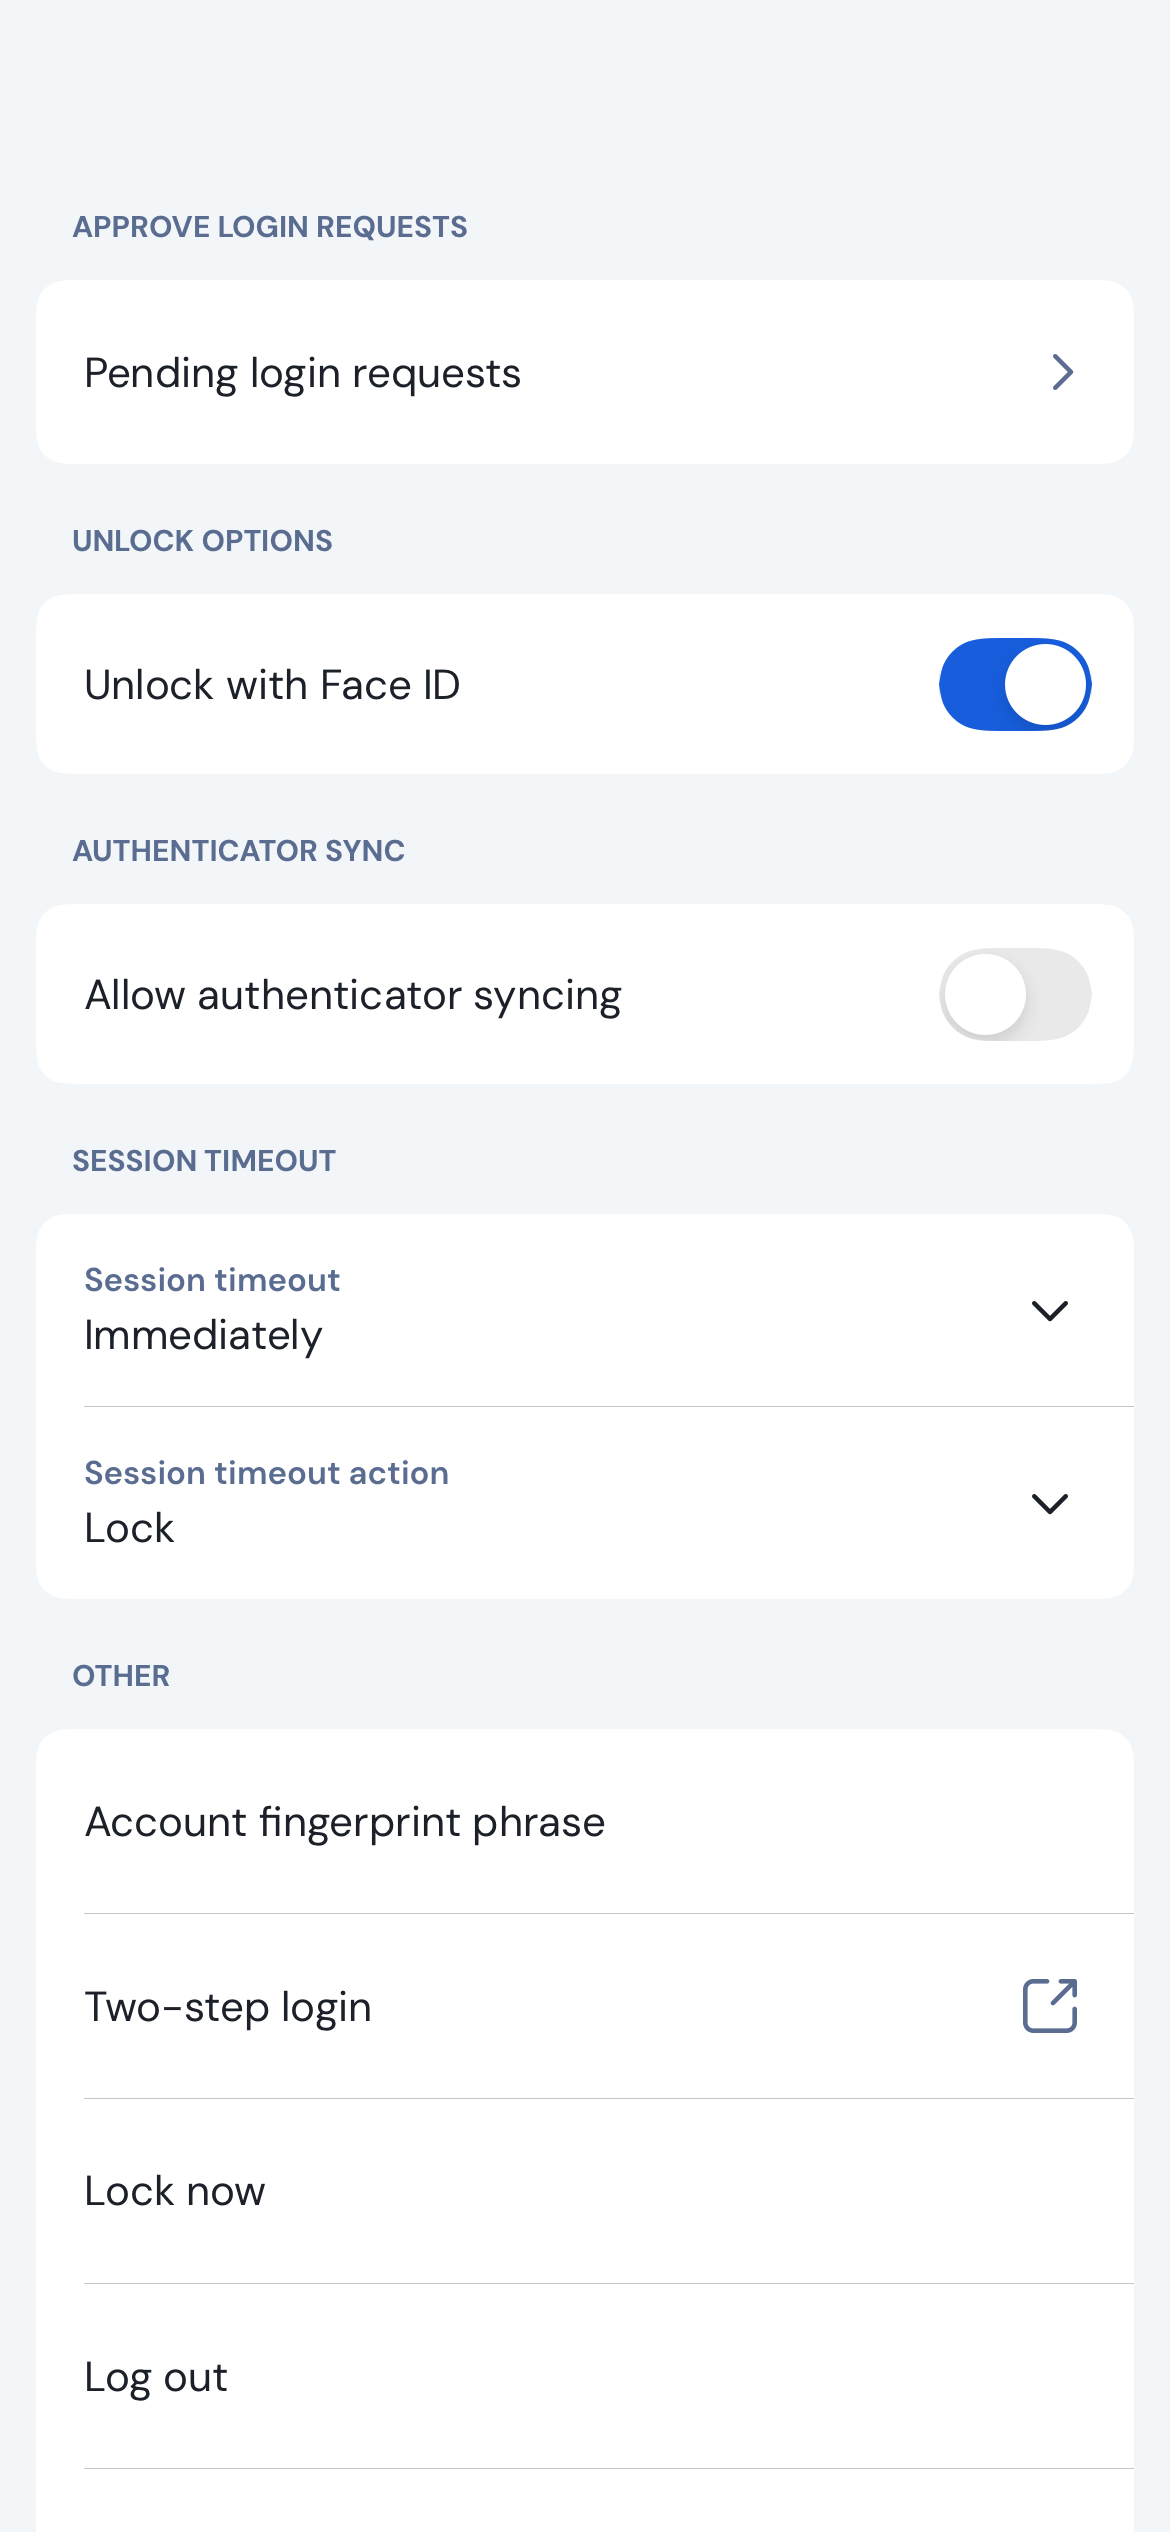 APPROVE LOGIN REQUESTS
Pending login requests
UNLOCK OPTIONS
Unlock with Face ID
AUTHENTICATOR SYNC
Allow authenticator syncing
SESSION TIMEOUT
Session timeout
Immediately
Session timeout action
Lock
OTHER
Account fingerprint phrase
Two-step login
Lock now
Log out